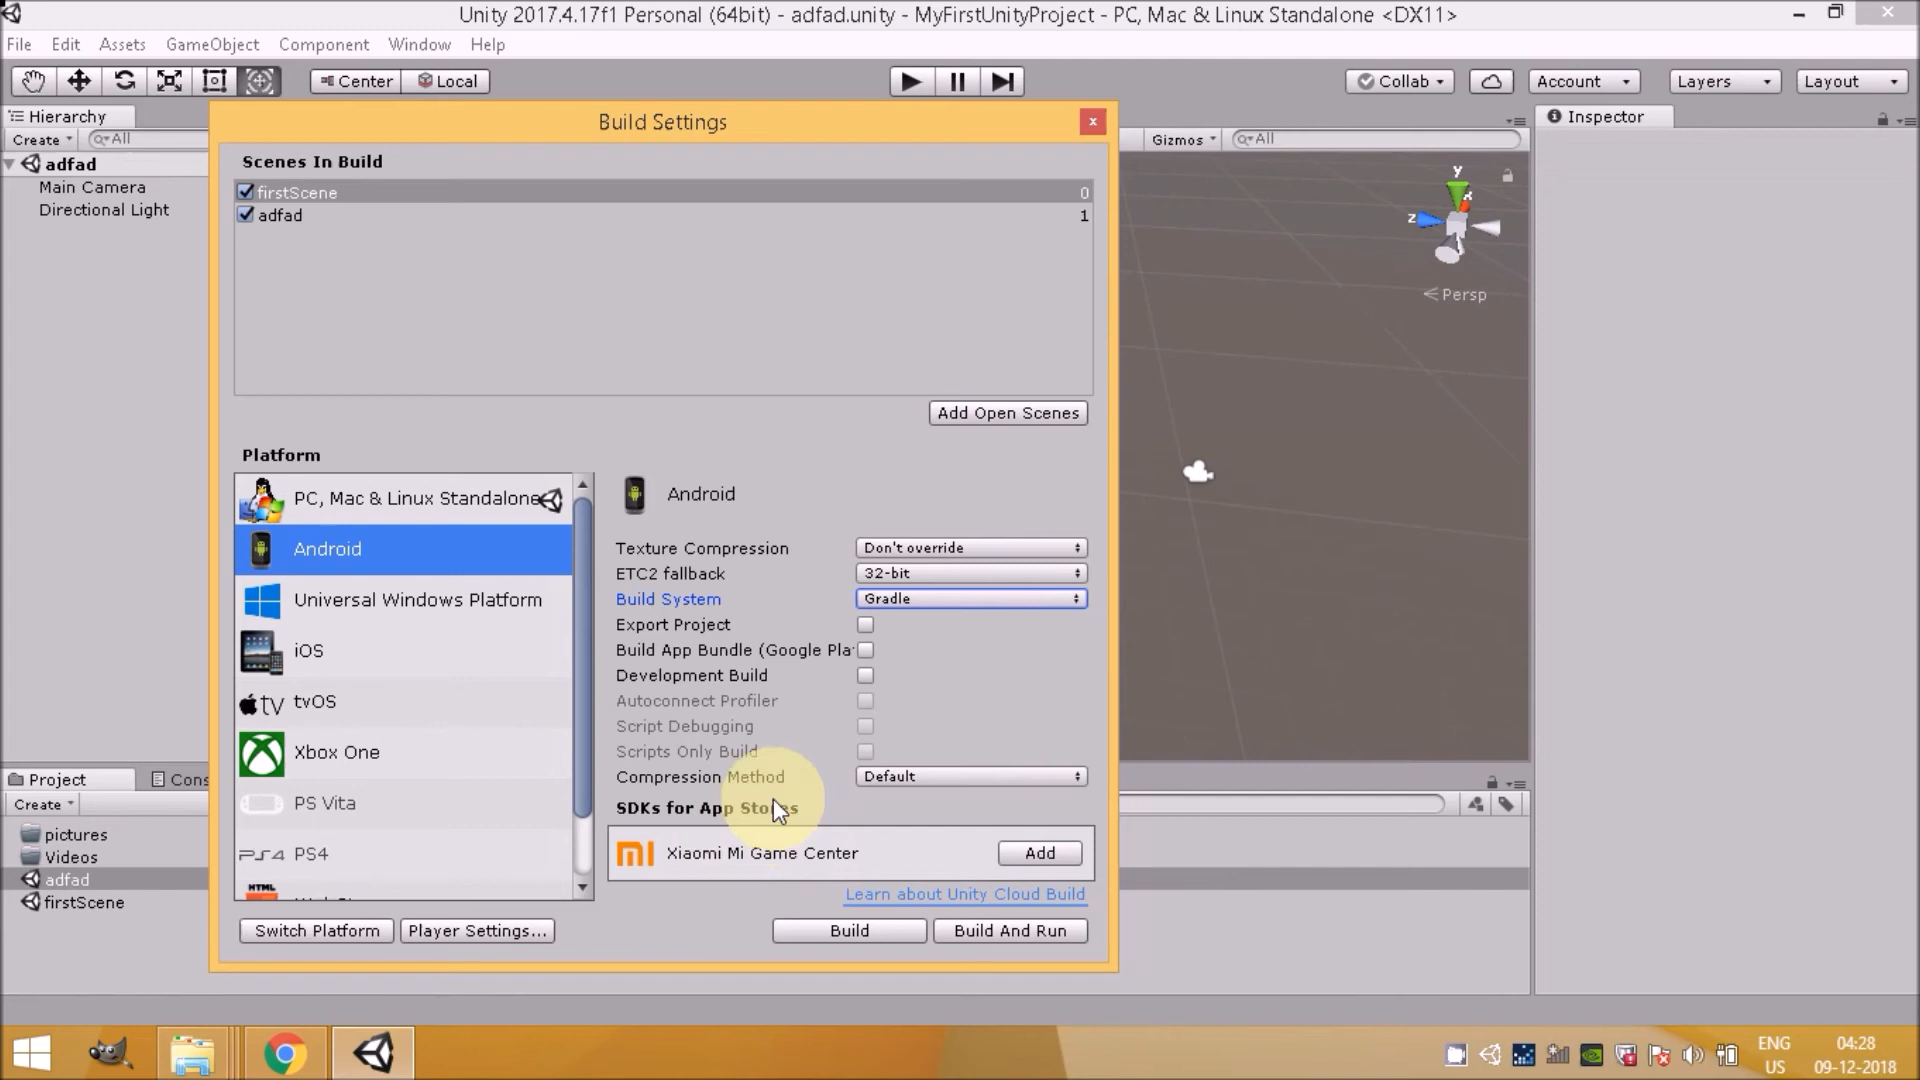 Unity 2017.4.17f1 Personal (64bit) - adfad.unity - MyFirstUnityProject - PC, Mac & Linux Standalone <DX11>
File Edit Assets GameObject Component Window Help
Center Local Collab Account Layers Layout
Hierarchy
Create All
adfad
Main Camera
Directional Light
Build Settings
x
Scenes In Build
firstScene 0
adfad 1
Add Open Scenes
Platform
PC, Mac & Linux Standalone
Android
Universal Windows Platform
iOS
tv tvOS
Xbox One
PS Vita
PS4 PS4
HTML
Android
Texture Compression Don't override
ETC2 fallback 32-bit
Build System Gradle
Export Project
Build App Bundle (Google Pla
Development Build
Autoconnect Profiler
Script Debugging
Scripts Only Build
Compression Method Default
SDKs for App Stores
mi Xiaomi Mi Game Center Add
Learn about Unity Cloud Build
Switch Platform Player Settings... Build Build And Run
Gizmos All
y
x
z
Persp
Inspector
Project Cons
Create
pictures
Videos
adfad
firstScene
ENG
US
04:28
09-12-2018